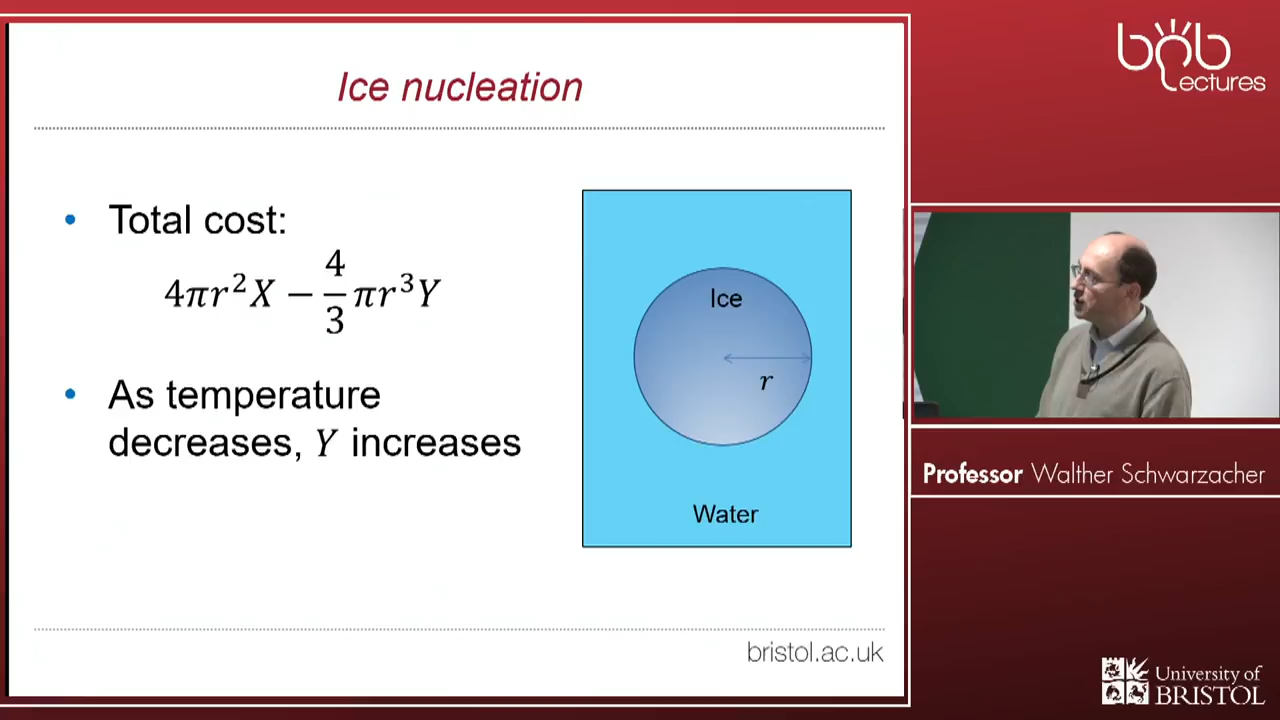 Ice nucleation
• Total cost:
4πr²X − 4/3 πr³Y
• As temperature
decreases, Y increases
Ice
r
Water
bristol.ac.uk
bob
Lectures
Professor Walther Schwarzacher
University of
BRISTOL